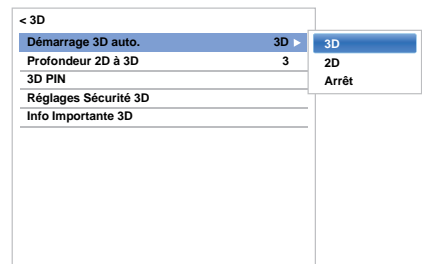 < 3D
Démarrage 3D auto. 3D ▶
Profondeur 2D à 3D 3
3D PIN
Réglages Sécurité 3D
Info Importante 3D
3D
2D
Arrêt